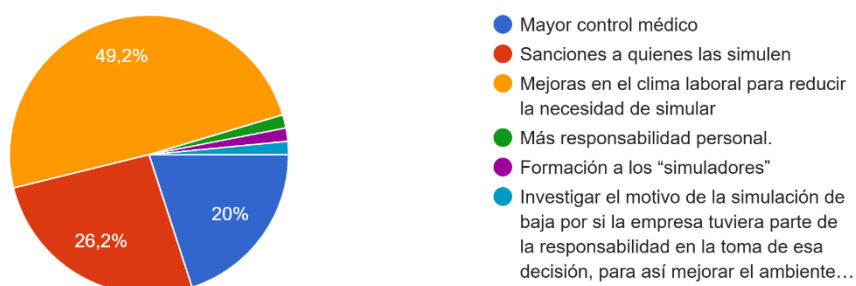 49,2%
26,2%
20%
Mayor control médico
Sanciones a quienes las simulen
Mejoras en el clima laboral para reducir
la necesidad de simular
Más responsabilidad personal.
Formación a los “simuladores”
Investigar el motivo de la simulación de
baja por si la empresa tuviera parte de
la responsabilidad en la toma de esa
decisión, para así mejorar el ambiente…